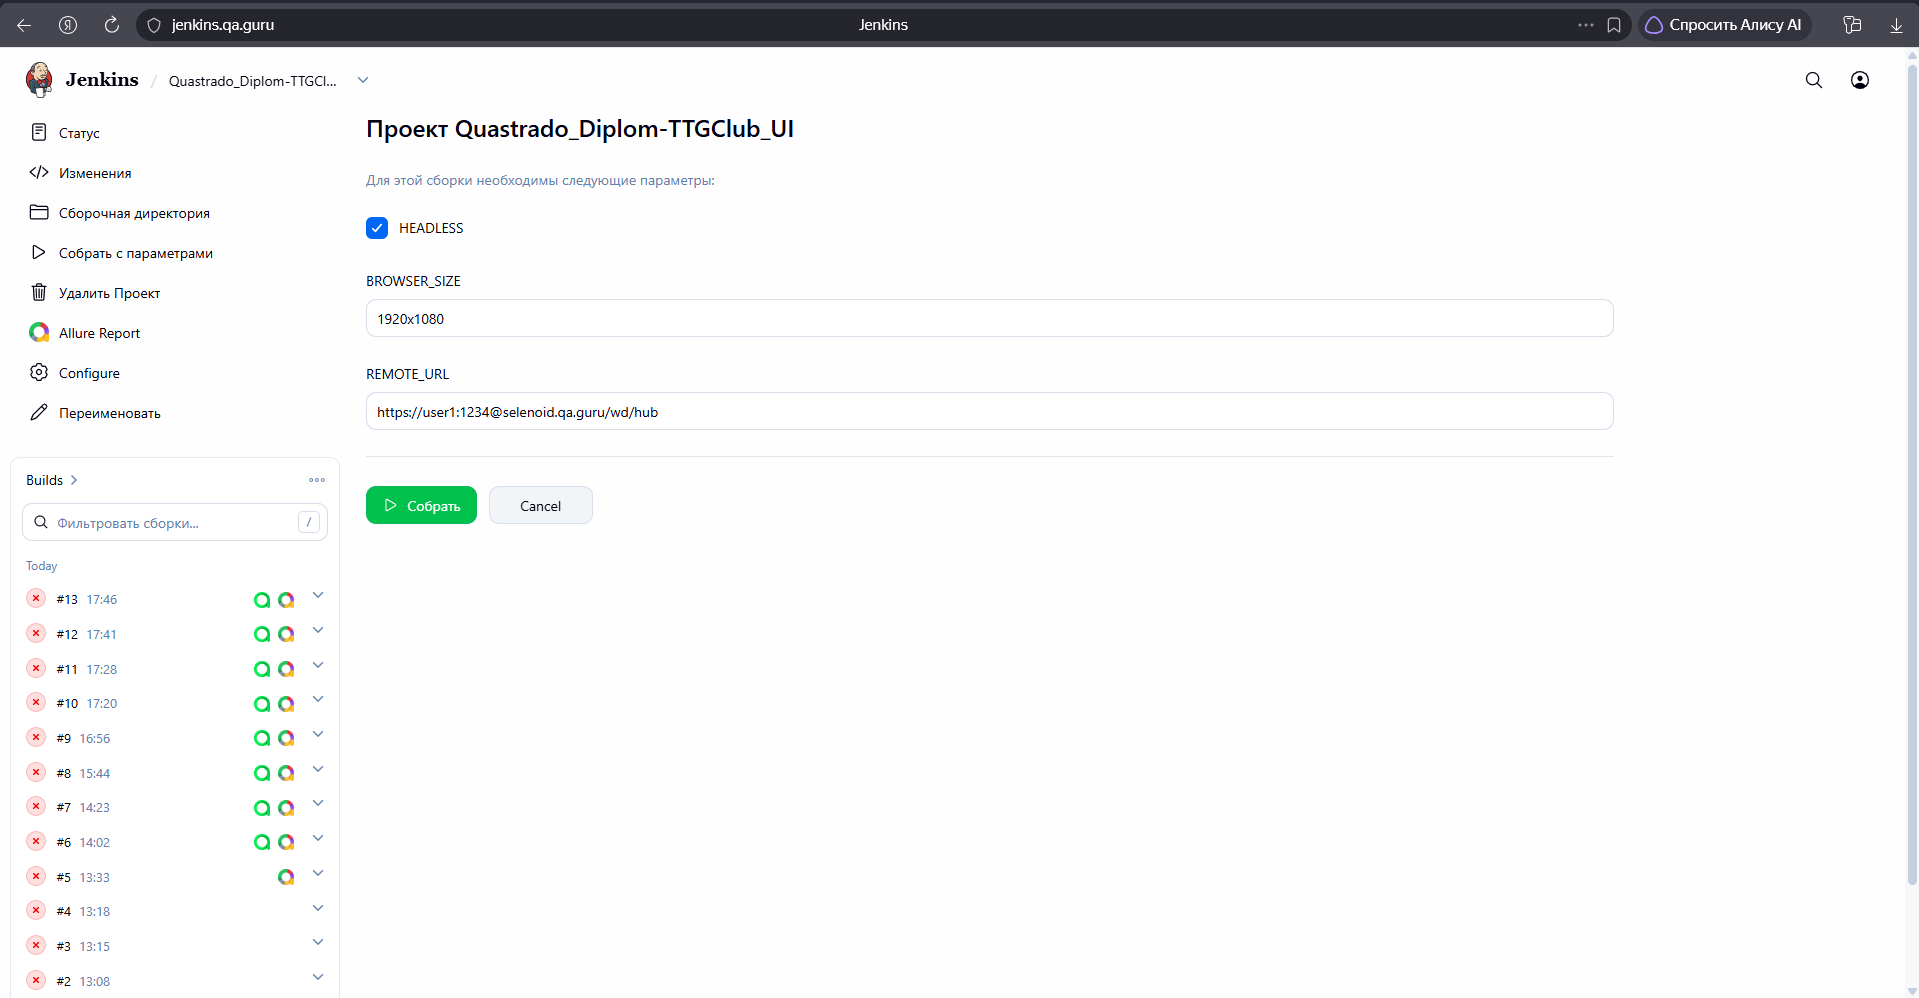 jenkins.qa.guru
Jenkins
Спросить Алису AI
Jenkins / Quastrado_Diplom-TTGCl...
Статус
Изменения
Сборочная директория
Собрать с параметрами
Удалить Проект
Allure Report
Configure
Переименовать
Builds
Фильтровать сборки...
/
Today
#13 17:46
#12 17:41
#11 17:28
#10 17:20
#9 16:56
#8 15:44
#7 14:23
#6 14:02
#5 13:33
#4 13:18
#3 13:15
#2 13:08
Проект Quastrado_Diplom-TTGClub_UI
Для этой сборки необходимы следующие параметры:
HEADLESS
BROWSER_SIZE
1920x1080
REMOTE_URL
https://user1:1234@selenoid.qa.guru/wd/hub
Собрать
Cancel